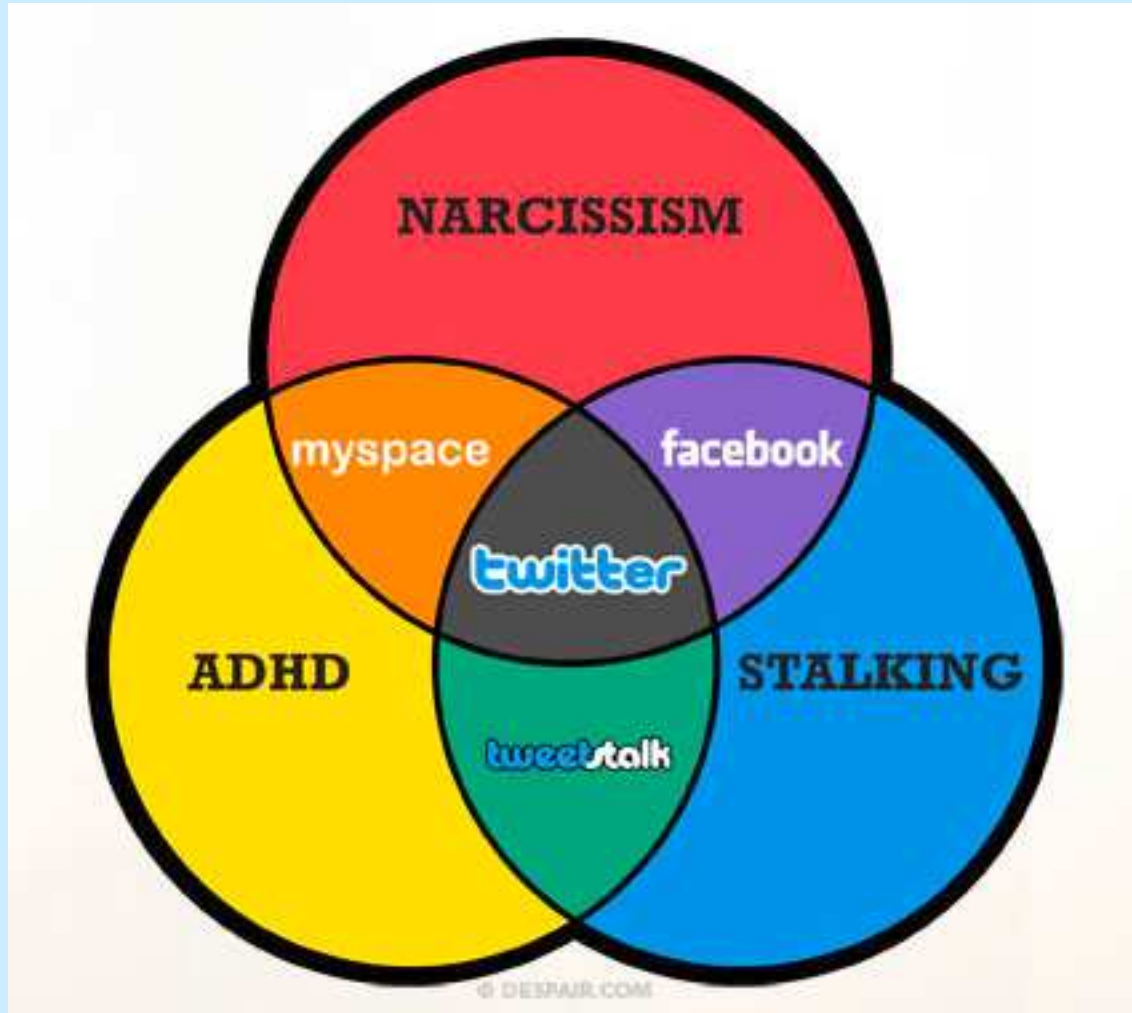 NARCISSISM
myspace
facebook
twitter
ADHD
STALKING
tweetstalk
© DESPAIR.COM